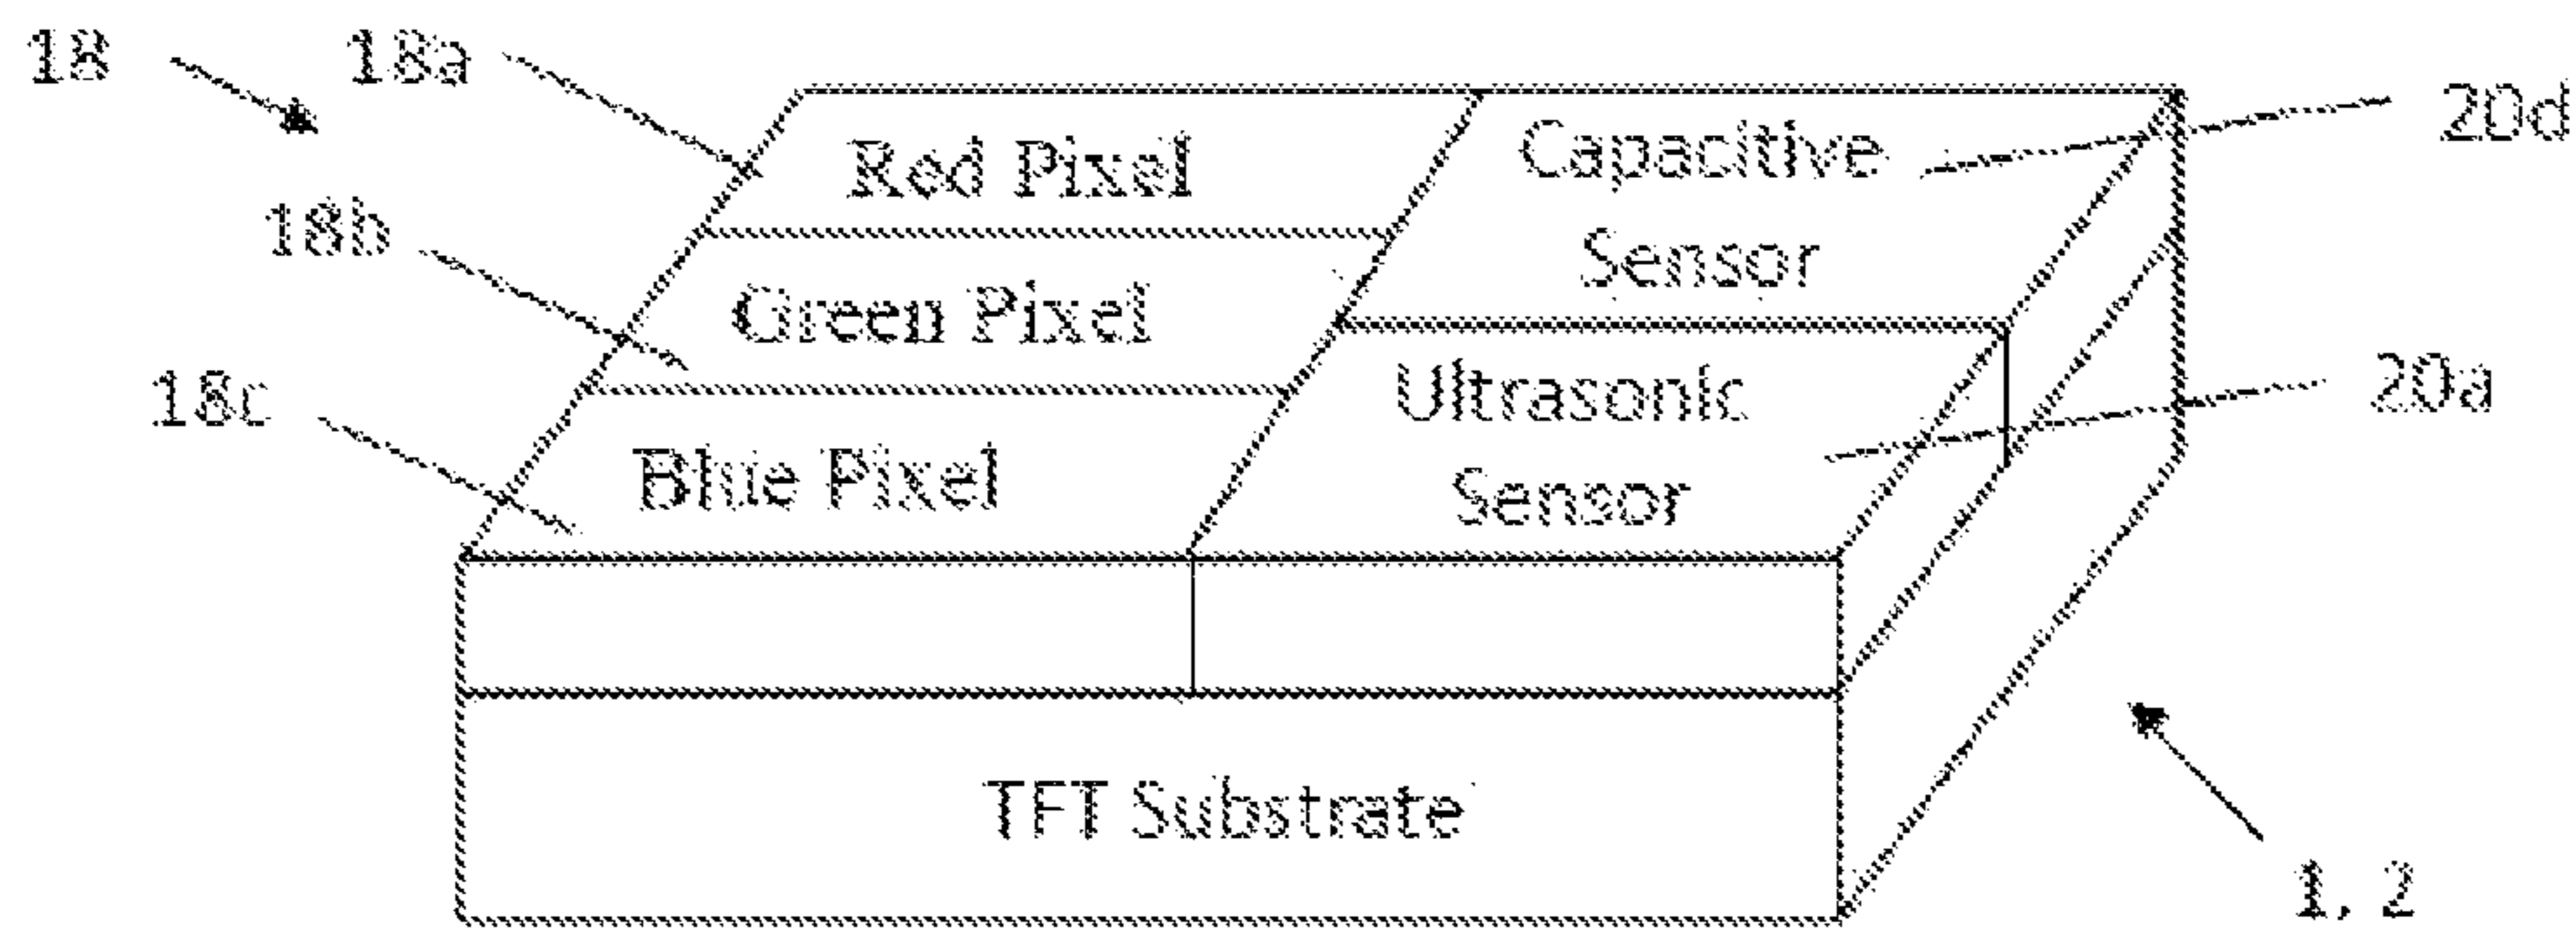 18
18a
Red Pixel
Capacitive
Sensor
20d
18b
Green Pixel
18c
Blue Pixel
Ultrasonic
Sensor
20a
TFT Substrate
1, 2